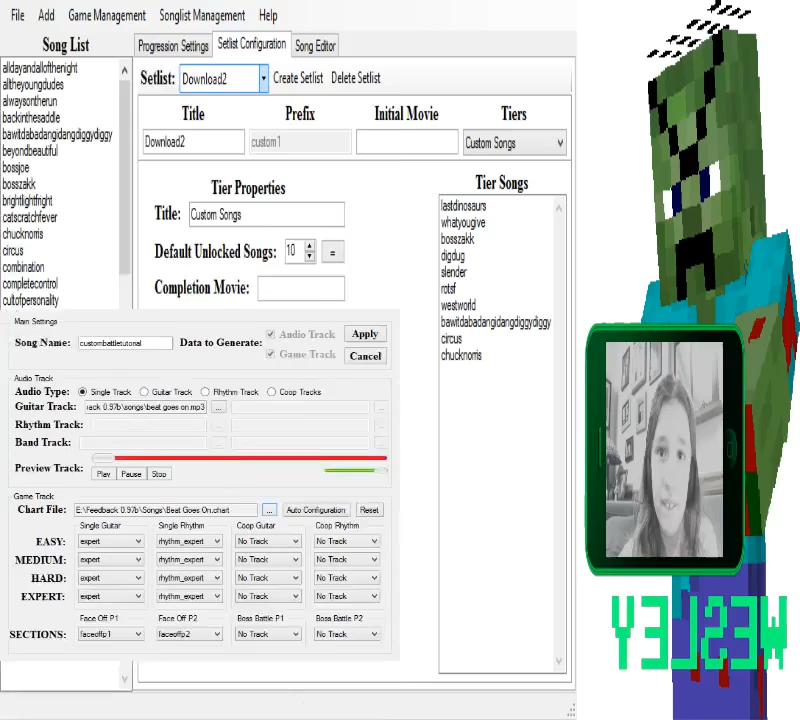 File Add Game Management Songlist Management Help
Song List
alldayandallofthenight
alltheyoungdudes
alwaysontherun
backinthesaddle
bawitdabadangidangdiggydiggy
beyondbeautiful
bossjoe
bosszakk
brightlightfright
catscratchfever
chucknorris
circus
combination
completecontrol
cultofpersonality
Progression Settings Setlist Configuration Song Editor
Setlist: Download2 Create Setlist Delete Setlist
Title Prefix Initial Movie Tiers
Download2 custom1 Custom Songs
Tier Properties
Title: Custom Songs
Default Unlocked Songs: 10 =
Completion Movie:
Tier Songs
lastdinosaurs
whatyougive
bosszakk
digdug
slender
rotsf
westworld
bawitdabadangidangdiggydiggy
circus
chucknorris
Main Settings
Song Name: custombattletutorial Data to Generate: Audio Track Apply
Game Track Cancel
Audio Track
Audio Type: Single Track Guitar Track Rhythm Track Coop Tracks
Guitar Track: ack 0.97b\songs\beat goes on.mp3 ... ...
Rhythm Track: ... ...
Band Track: ... ...
Preview Track: Play Pause Stop
Game Track
Chart File: E:\Feedback 0.97b\Songs\Beat Goes On.chart ... Auto Configuration Reset
Single Guitar Single Rhythm Coop Guitar Coop Rhythm
EASY: expert rhythm_expert No Track No Track
MEDIUM: expert rhythm_expert No Track No Track
HARD: expert rhythm_expert No Track No Track
EXPERT: expert rhythm_expert No Track No Track
Face Off P1 Face Off P2 Boss Battle P1 Boss Battle P2
SECTIONS: faceoffp1 faceoffp2 No Track No Track